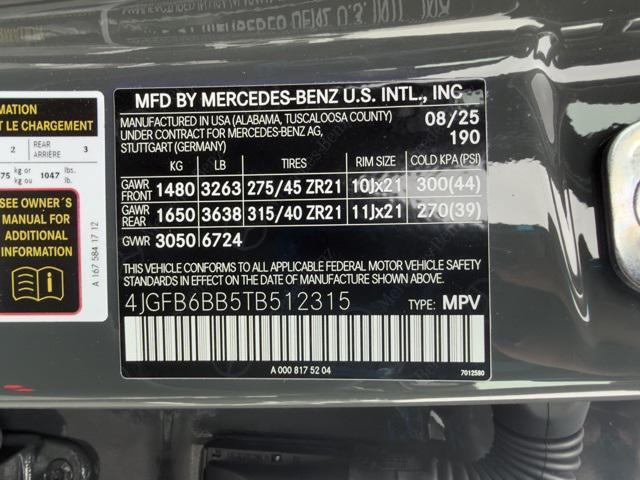 MATION
T LE CHARGEMENT
2 REAR ARRIÈRE 3
75 kg ou 1047 lbs. lb.
SEE OWNER´S
MANUAL FOR
ADDITIONAL
INFORMATION
A 167 584 17 12
MFD BY MERCEDES-BENZ U.S. INTL., INC
MANUFACTURED IN USA (ALABAMA, TUSCALOOSA COUNTY) 08/25
UNDER CONTRACT FOR MERCEDES-BENZ AG, 190
STUTTGART (GERMANY)
KG LB TIRES RIM SIZE COLD KPA (PSI)
GAWR FRONT 1480 3263 275/45 ZR21 10Jx21 300(44)
GAWR REAR 1650 3638 315/40 ZR21 11Jx21 270(39)
GVWR 3050 6724
THIS VEHICLE CONFORMS TO ALL APPLICABLE FEDERAL MOTOR VEHICLE SAFETY
STANDARDS IN EFFECT ON THE DATE OF MANUFACTURE SHOWN ABOVE.
4JGFB6BB5TB512315 TYPE: MPV
A 000 817 52 04
7012580